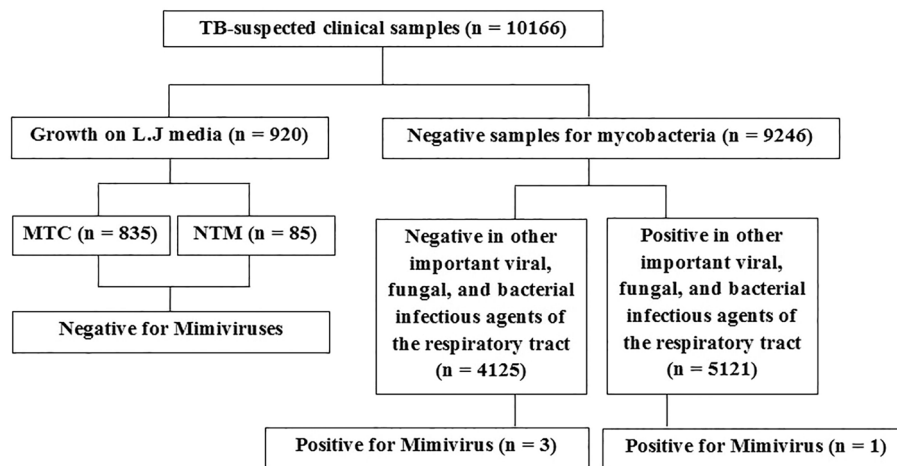 TB-suspected clinical samples (n = 10166)
Growth on L.J media (n = 920)
Negative samples for mycobacteria (n = 9246)
MTC (n = 835)
NTM (n = 85)
Negative for Mimiviruses
Negative in other
important viral,
fungal, and bacterial
infectious agents of
the respiratory tract
(n = 4125)
Positive in other
important viral,
fungal, and bacterial
infectious agents of
the respiratory tract
(n = 5121)
Positive for Mimivirus (n = 3)
Positive for Mimivirus (n = 1)